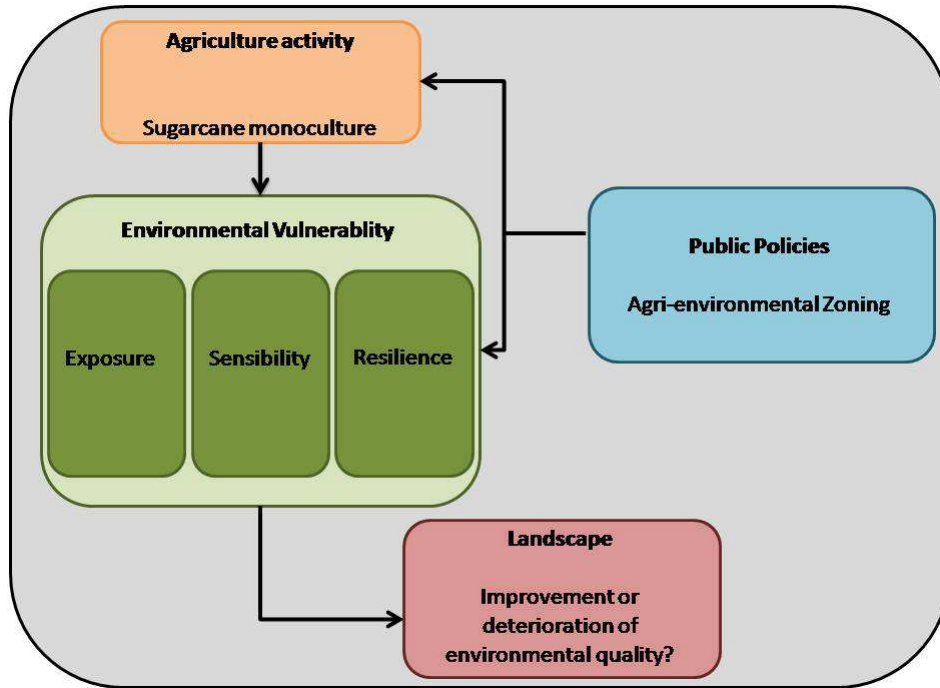 Agriculture activity
Sugarcane monoculture
Environmental Vulnerablity
Exposure
Sensibility
Resilience
Public Policies
Agri-environmental Zoning
Landscape
Improvement or
deterioration of
environmental quality?